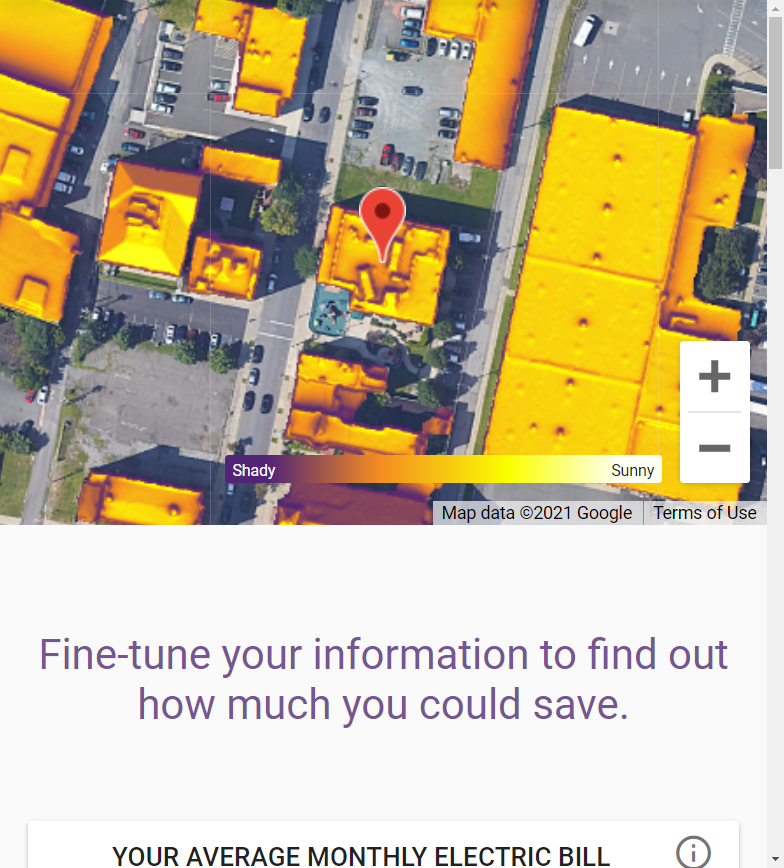 Shady Sunny
Map data ©2021 Google Terms of Use
Fine-tune your information to find out
how much you could save.
YOUR AVERAGE MONTHLY ELECTRIC BILL